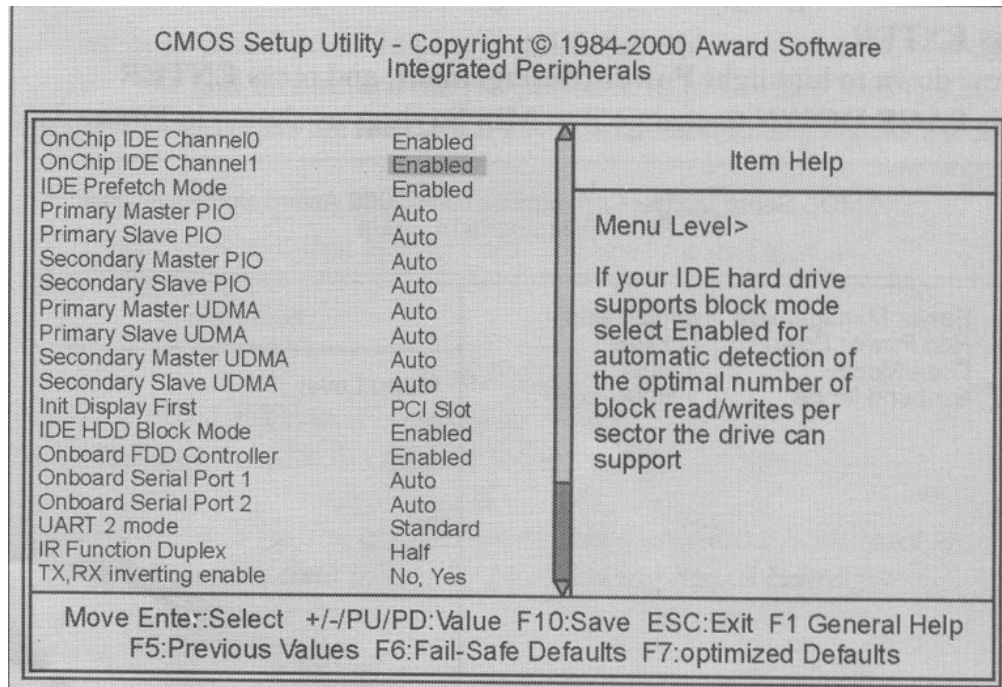 CMOS Setup Utility - Copyright © 1984-2000 Award Software
Integrated Peripherals
OnChip IDE Channel0 Enabled
OnChip IDE Channel1 Enabled
IDE Prefetch Mode Enabled
Primary Master PIO Auto
Primary Slave PIO Auto
Secondary Master PIO Auto
Secondary Slave PIO Auto
Primary Master UDMA Auto
Primary Slave UDMA Auto
Secondary Master UDMA Auto
Secondary Slave UDMA Auto
Init Display First PCI Slot
IDE HDD Block Mode Enabled
Onboard FDD Controller Enabled
Onboard Serial Port 1 Auto
Onboard Serial Port 2 Auto
UART 2 mode Standard
IR Function Duplex Half
TX,RX inverting enable No, Yes
Item Help
Menu Level>
If your IDE hard drive
supports block mode
select Enabled for
automatic detection of
the optimal number of
block read/writes per
sector the drive can
support
Move Enter:Select +/-/PU/PD:Value F10:Save ESC:Exit F1 General Help
F5:Previous Values F6:Fail-Safe Defaults F7:optimized Defaults